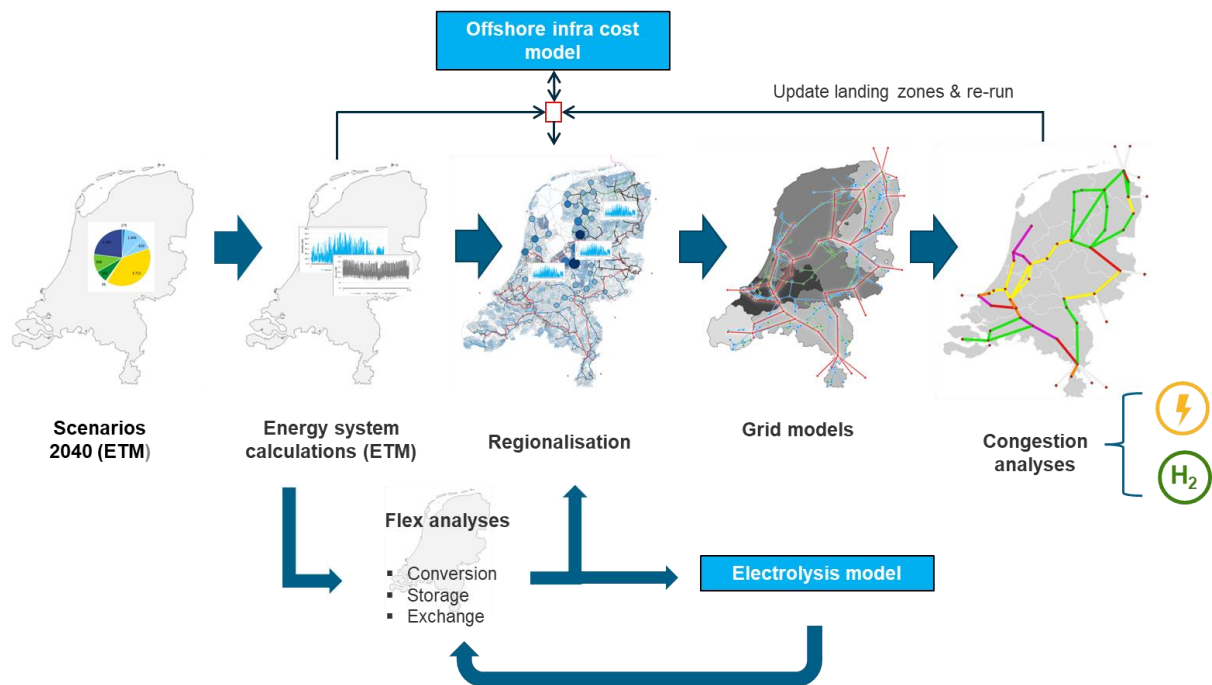 Offshore infra cost
model
Update landing zones & re-run
Scenarios
2040 (ETM)
Energy system
calculations (ETM)
Regionalisation
Grid models
Congestion
analyses
H₂
Flex analyses
▪ Conversion
▪ Storage
▪ Exchange
Electrolysis model